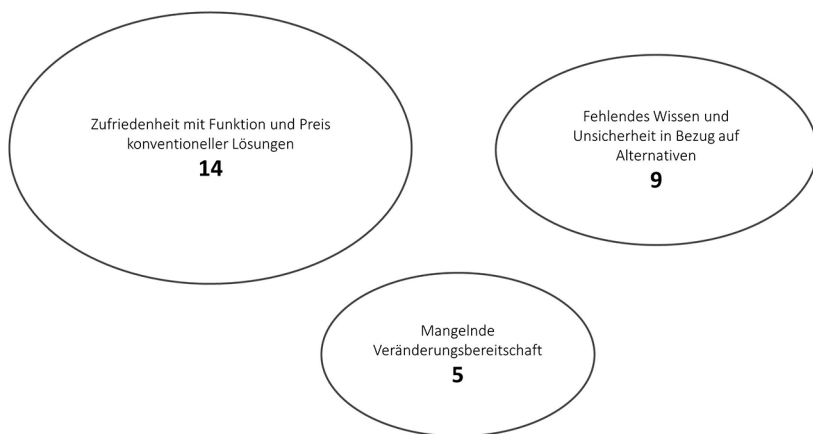 Zufriedenheit mit Funktion und Preis
konventioneller Lösungen
14
Fehlendes Wissen und
Unsicherheit in Bezug auf
Alternativen
9
Mangelnde
Veränderungsbereitschaft
5